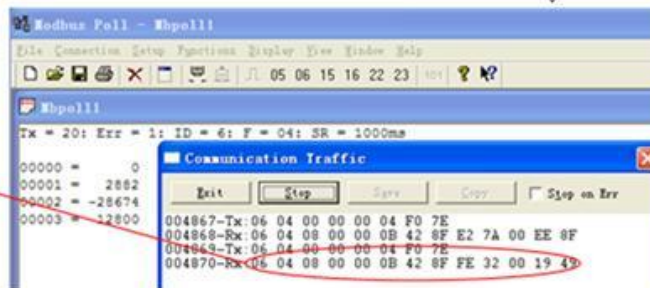 Modbus Poll - Mbpoll1
File Connection Setup Functions Display View Window Help
05 06 15 16 22 23 101
Mbpoll1
Tx = 20: Err = 1: ID = 6: F = 04: SR = 1000ms
00000 = 0
00001 = 2882
00002 = -28674
00003 = 12800
Communication Traffic
Exit Stop Save Copy Stop on Err
004867-Tx:06 04 00 00 00 04 F0 7E
004868-Rx:06 04 08 00 00 0B 42 8F E2 7A 00 EE 8F
004869-Tx:06 04 00 00 00 04 F0 7E
004870-Rx:06 04 08 00 00 0B 42 8F FE 32 00 19 49